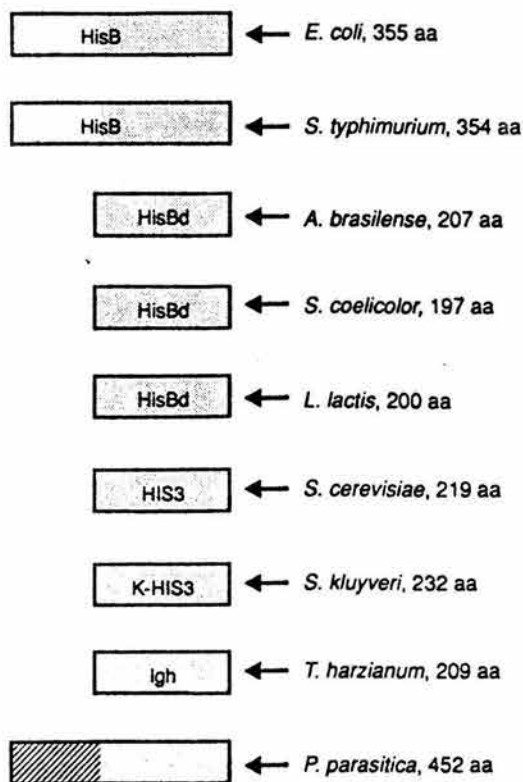 HisB E. coli, 355 aa
HisB S. typhimurium, 354 aa
HisBd A. brasilense, 207 aa
HisBd S. coelicolor, 197 aa
HisBd L. lactis, 200 aa
HIS3 S. cerevisiae, 219 aa
K-HIS3 S. kluyveri, 232 aa
Igh T. harzianum, 209 aa
P. parasitica, 452 aa